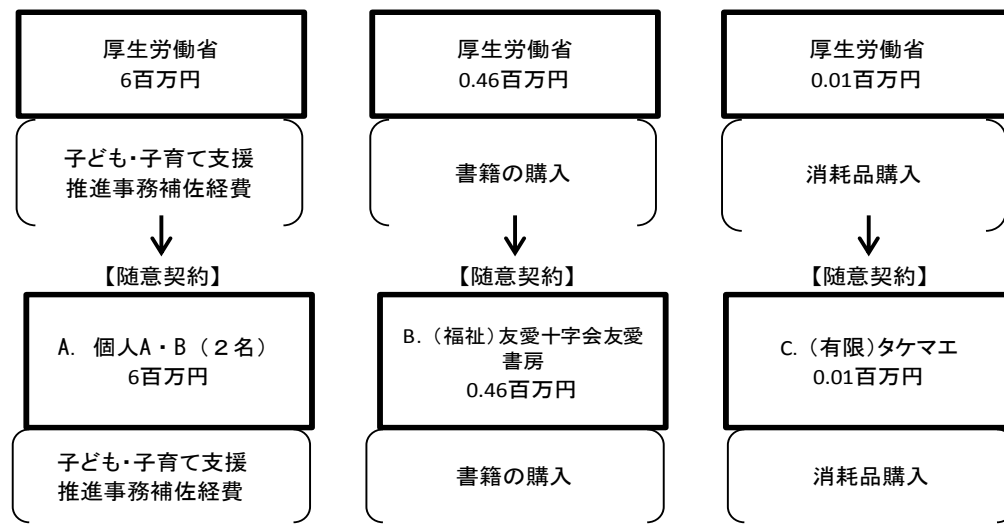 厚生労働省
6百万円
子ども・子育て支援
推進事務補佐経費
【随意契約】
A. 個人A・B（２名）
6百万円
子ども・子育て支援
推進事務補佐経費
厚生労働省
0.46百万円
書籍の購入
【随意契約】
B.（福祉）友愛十字会友愛
書房
0.46百万円
書籍の購入
厚生労働省
0.01百万円
消耗品購入
【随意契約】
C.（有限）タケマエ
0.01百万円
消耗品購入